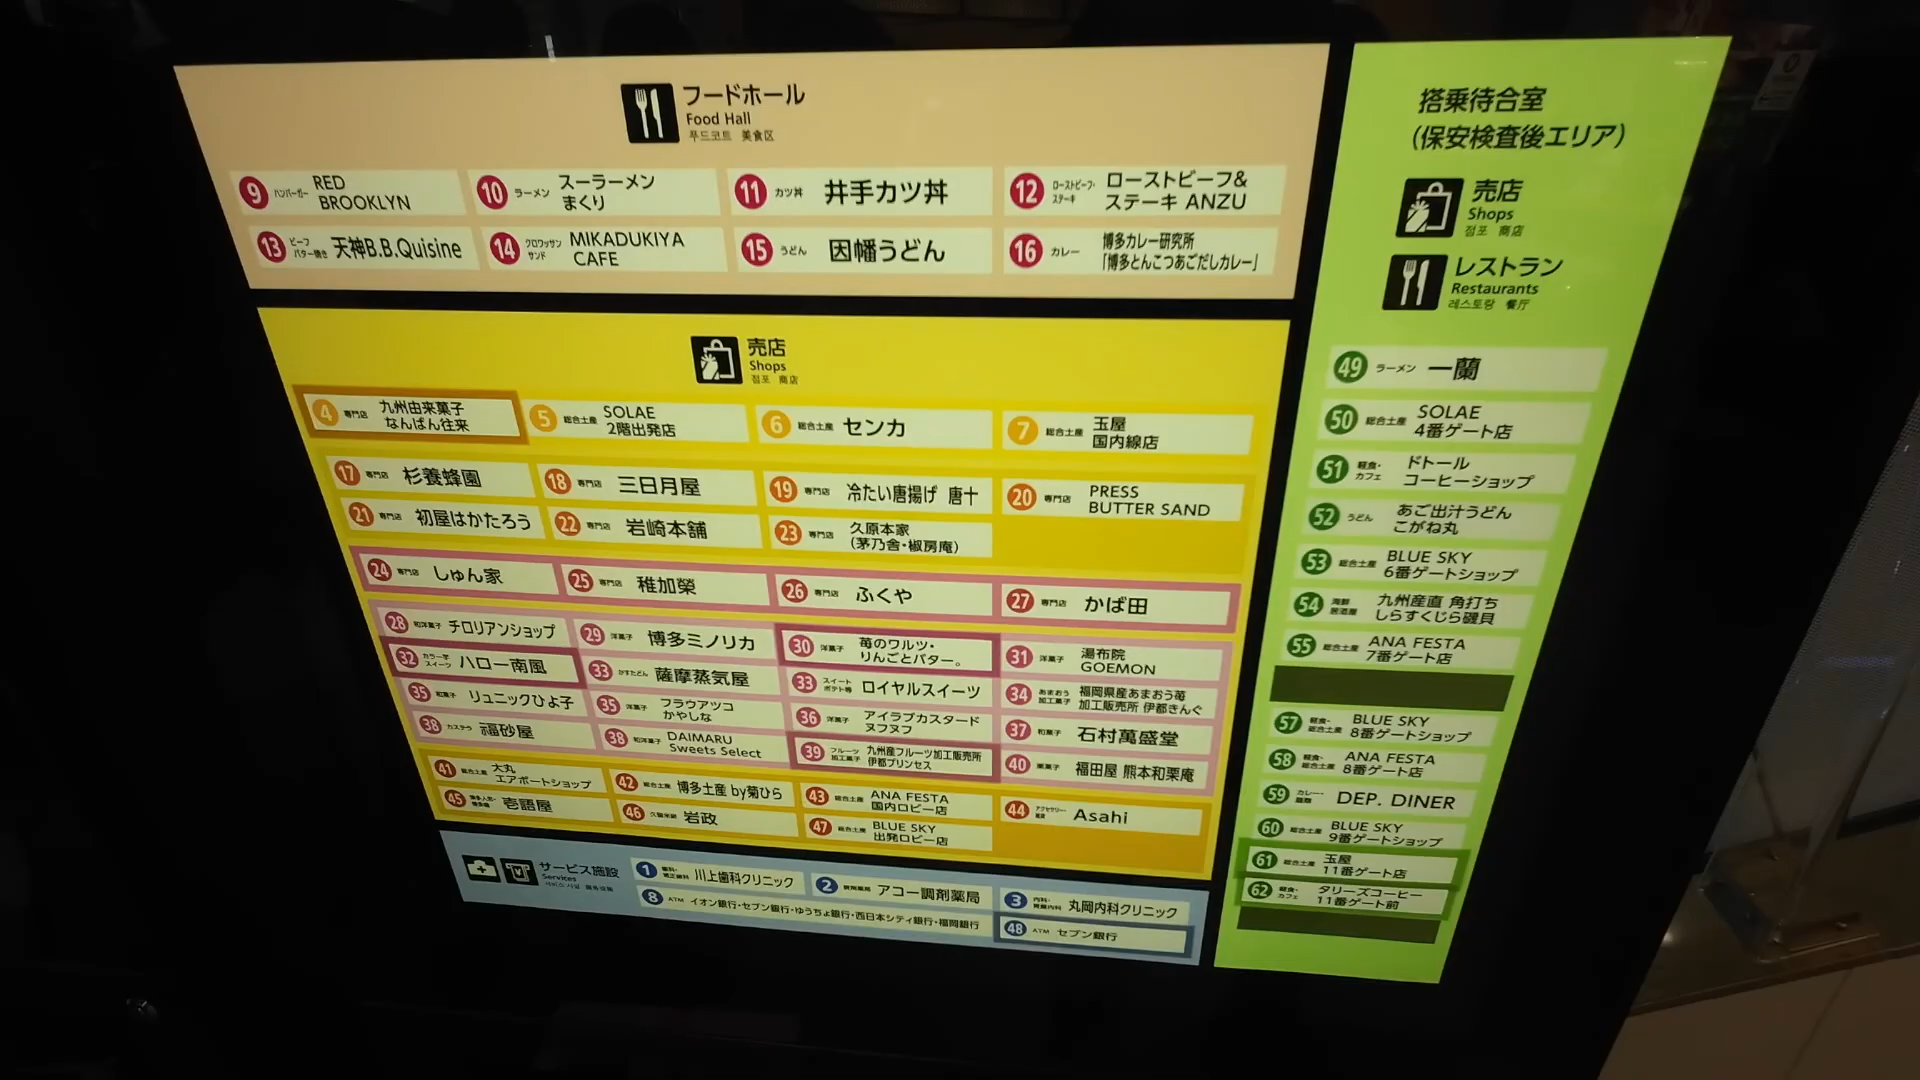 フードホール
Food Hall
푸드코트 美食区
9 ハンバーガー RED BROOKLYN
10 ラーメン スーラーメン まくり
11 カツ丼 井手カツ丼
12 ローストビーフ・ステーキ ローストビーフ& ステーキ ANZU
13 ビーフバター焼き 天神B.B.Quisine
14 クロワッサンサンド MIKADUKIYA CAFE
15 うどん 因幡うどん
16 カレー 博多カレー研究所 「博多とんこつあごだしカレー」
売店
Shops
점포 商店
4 専門店 九州由来菓子 なんばん往来
5 総合土産 SOLAE 2階出発店
6 総合土産 センカ
7 総合土産 玉屋 国内線店
17 専門店 杉養蜂園
18 専門店 三日月屋
19 専門店 冷たい唐揚げ 唐十
20 専門店 PRESS BUTTER SAND
21 専門店 初屋はかたろう
22 専門店 岩崎本舗
23 専門店 久原本家 (茅乃舎・椒房庵)
24 専門店 しゅん家
25 専門店 稚加榮
26 専門店 ふくや
27 専門店 かば田
28 和洋菓子 チロリアンショップ
29 洋菓子 博多ミノリカ
30 洋菓子 苺のワルツ・ りんごとバター。
31 洋菓子 湯布院 GOEMON
32 ハロー南風
33 かすたどん 薩摩蒸気屋
33 スイートポテト等 ロイヤルスイーツ
34 あまおう加工菓子 福岡県産あまおう苺 加工販売所 伊都きんぐ
35 和菓子 リュニックひよ子
35 洋菓子 フラウアツコ かやしな
36 洋菓子 アイラブカスタード ヌフヌフ
37 和菓子 石村萬盛堂
38 カステラ 福砂屋
38 和洋菓子 DAIMARU Sweets Select
39 フルーツ加工菓子 九州産フルーツ加工販売所 伊都プリンセス
40 栗菓子 福田屋 熊本和栗庵
41 総合土産 大丸 エアポートショップ
42 総合土産 博多土産 by菊ひら
43 総合土産 ANA FESTA 国内ロビー店
44 Asahi
45 壱語屋
46 岩政
47 総合土産 BLUE SKY 出発ロビー店
サービス施設
Services
1 川上歯科クリニック
2 調剤薬局 アコー調剤薬局
3 丸岡内科クリニック
8 ATM イオン銀行・セブン銀行・ゆうちょ銀行・西日本シティ銀行・福岡銀行
48 ATM セブン銀行
搭乗待合室
(保安検査後エリア)
売店
Shops
점포 商店
レストラン
Restaurants
레스토랑 餐厅
49 ラーメン 一蘭
50 総合土産 SOLAE 4番ゲート店
51 軽食・カフェ ドトール コーヒーショップ
52 うどん あご出汁うどん こがね丸
53 総合土産 BLUE SKY 6番ゲートショップ
54 海鮮居酒屋 九州産直 角打ち しらすくじら磯貝
55 総合土産 ANA FESTA 7番ゲート店
57 軽食・総合土産 BLUE SKY 8番ゲートショップ
58 軽食・総合土産 ANA FESTA 8番ゲート店
59 DEP. DINER
60 総合土産 BLUE SKY 9番ゲートショップ
61 総合土産 玉屋 11番ゲート店
62 軽食・カフェ タリーズコーヒー 11番ゲート前